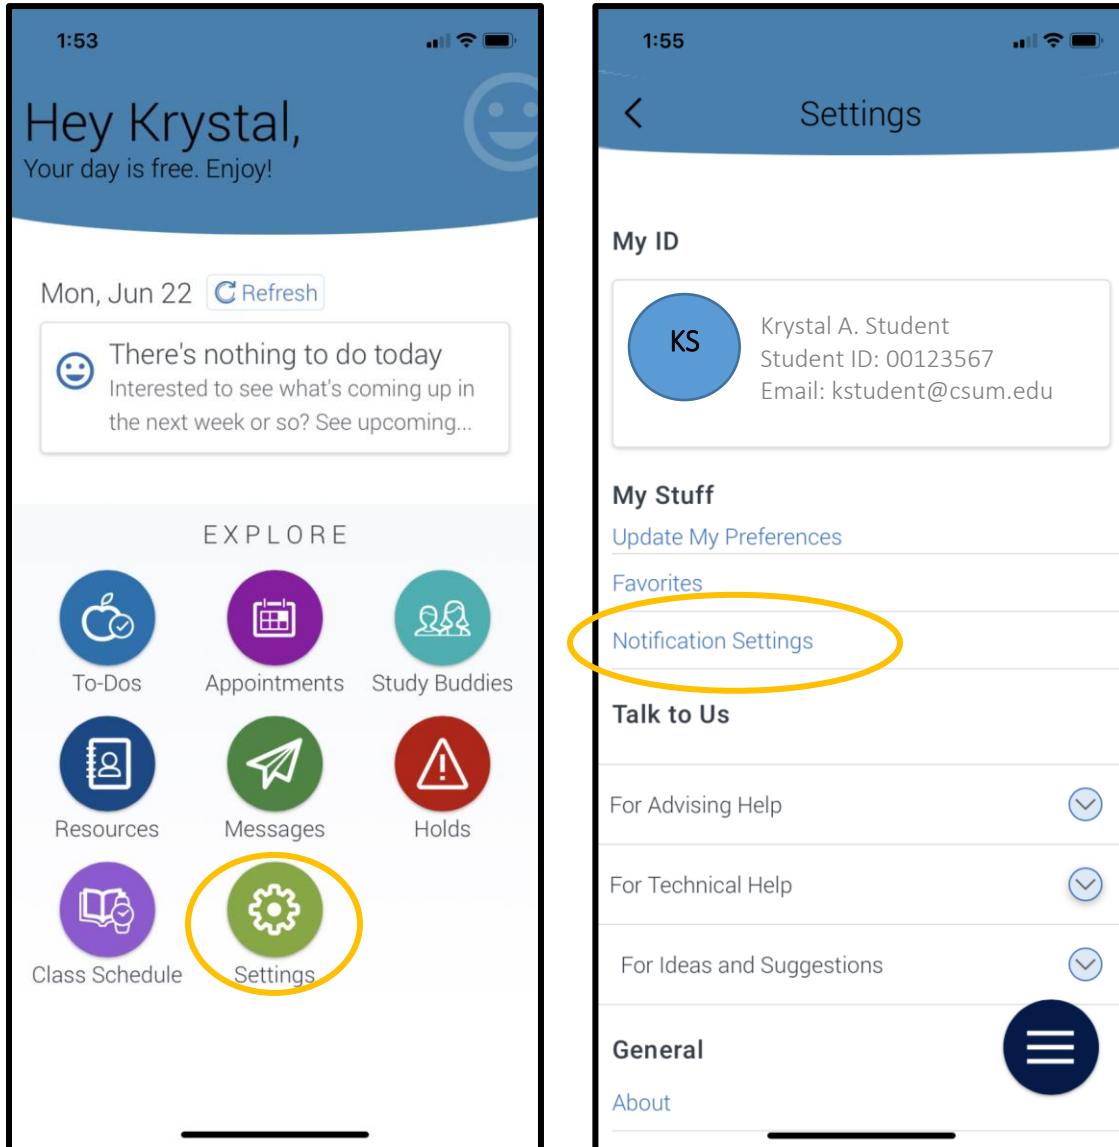 1:53
Hey Krystal,
Your day is free. Enjoy!
Mon, Jun 22
Refresh
There's nothing to do today
Interested to see what's coming up in
the next week or so? See upcoming...
EXPLORE
To-Dos
Appointments
Study Buddies
Resources
Messages
Holds
Class Schedule
Settings
1:55
Settings
My ID
KS
Krystal A. Student
Student ID: 00123567
Email: kstudent@csum.edu
My Stuff
Update My Preferences
Favorites
Notification Settings
Talk to Us
For Advising Help
For Technical Help
For Ideas and Suggestions
General
About